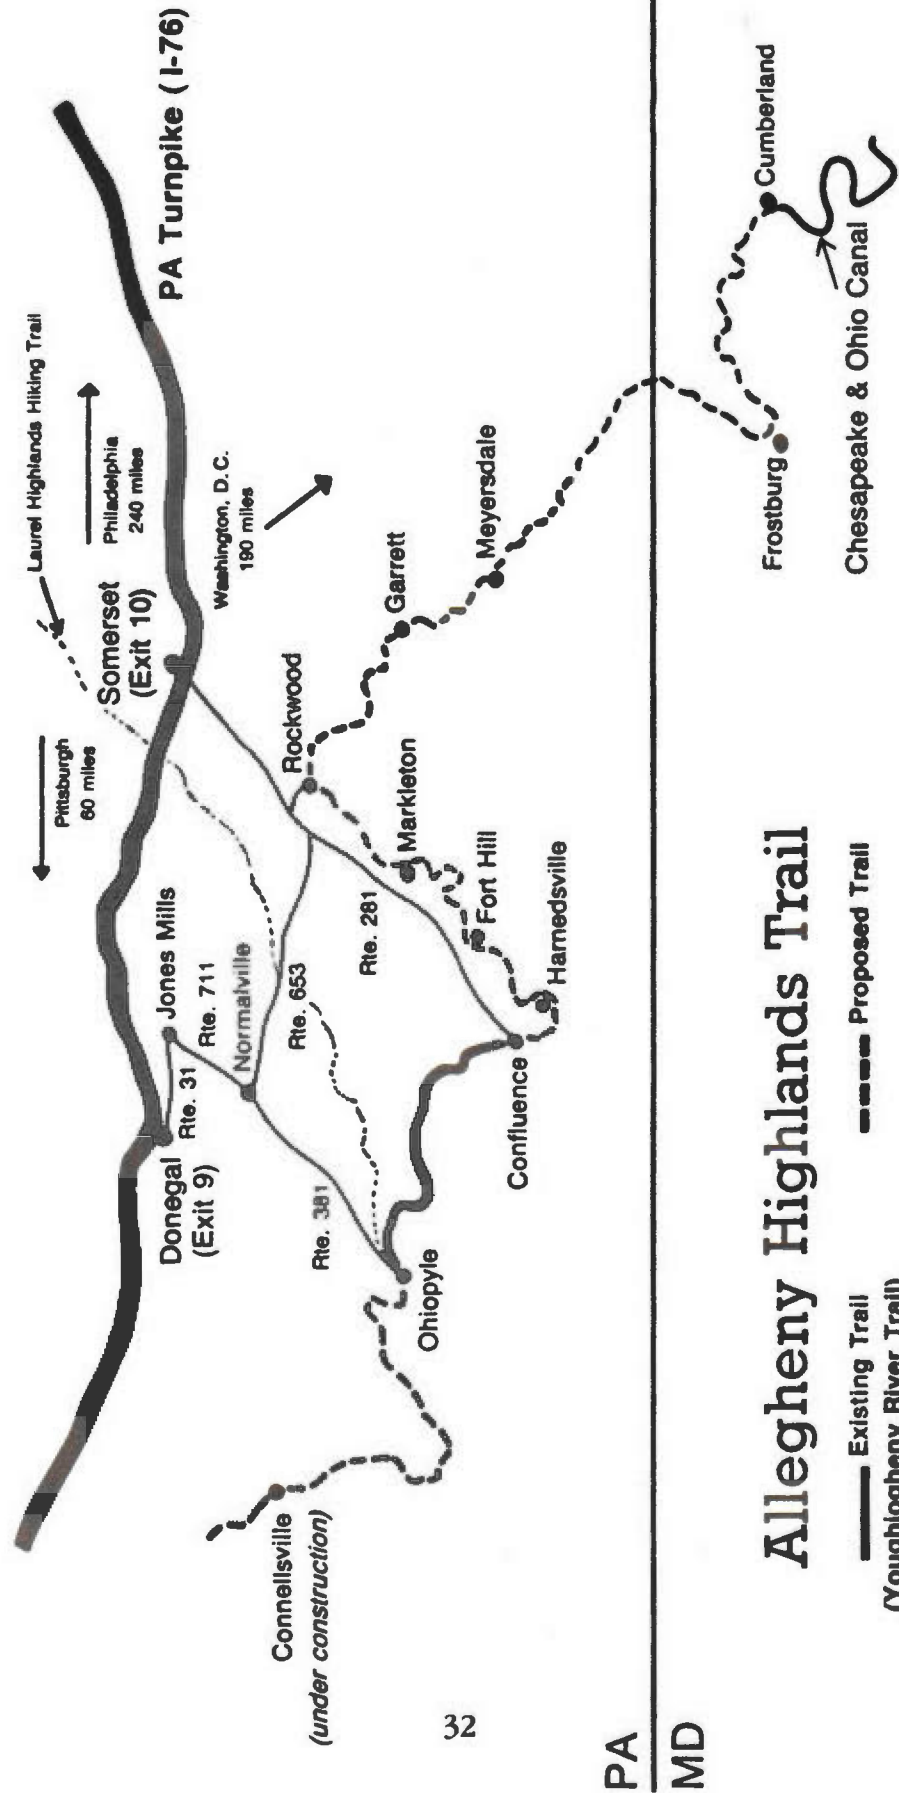 Laurel Highlands Hiking Trail
PA Turnpike (I-76)
Philadelphia
240 miles
Pittsburgh
60 miles
Somerset
(Exit 10)
Washington, D.C.
190 miles
Donegal
(Exit 9)
Rte. 31
Jones Mills
Rte. 711
Normalville
Rte. 653
Rte. 381
Rte. 281
Rockwood
Markleton
Fort Hill
Harnedsville
Confluence
Ohiopyle
Garrett
Meyersdale
Connellsville
(under construction)
Frostburg
Cumberland
Chesapeake & Ohio Canal
PA
MD
Allegheny Highlands Trail
Existing Trail
(Youghiogheny River Trail)
Proposed Trail
32